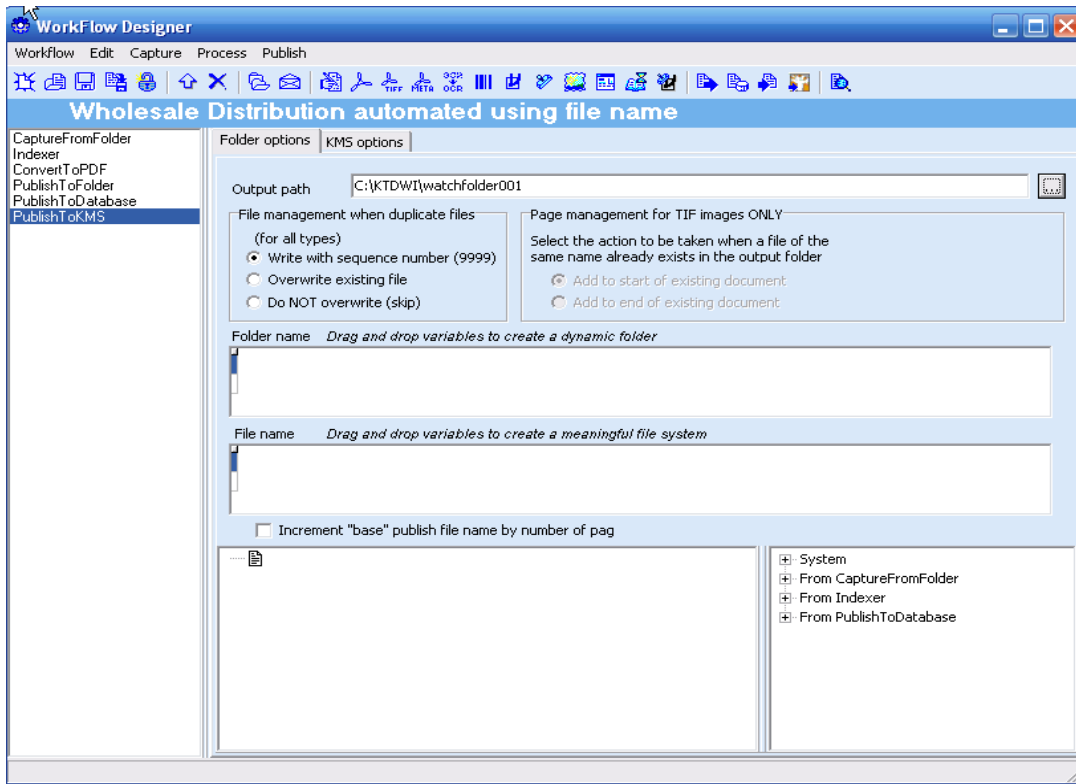 WorkFlow Designer
Workflow Edit Capture Process Publish
TIFF META OCR
Wholesale Distribution automated using file name
CaptureFromFolder
Indexer
ConvertToPDF
PublishToFolder
PublishToDatabase
PublishToKMS
Folder options KMS options
Output path C:\KTDWI\watchfolder001 ...
File management when duplicate files
(for all types)
Write with sequence number (9999)
Overwrite existing file
Do NOT overwrite (skip)
Page management for TIF images ONLY
Select the action to be taken when a file of the
same name already exists in the output folder
Add to start of existing document
Add to end of existing document
Folder name Drag and drop variables to create a dynamic folder
File name Drag and drop variables to create a meaningful file system
Increment "base" publish file name by number of pag
System
From CaptureFromFolder
From Indexer
From PublishToDatabase